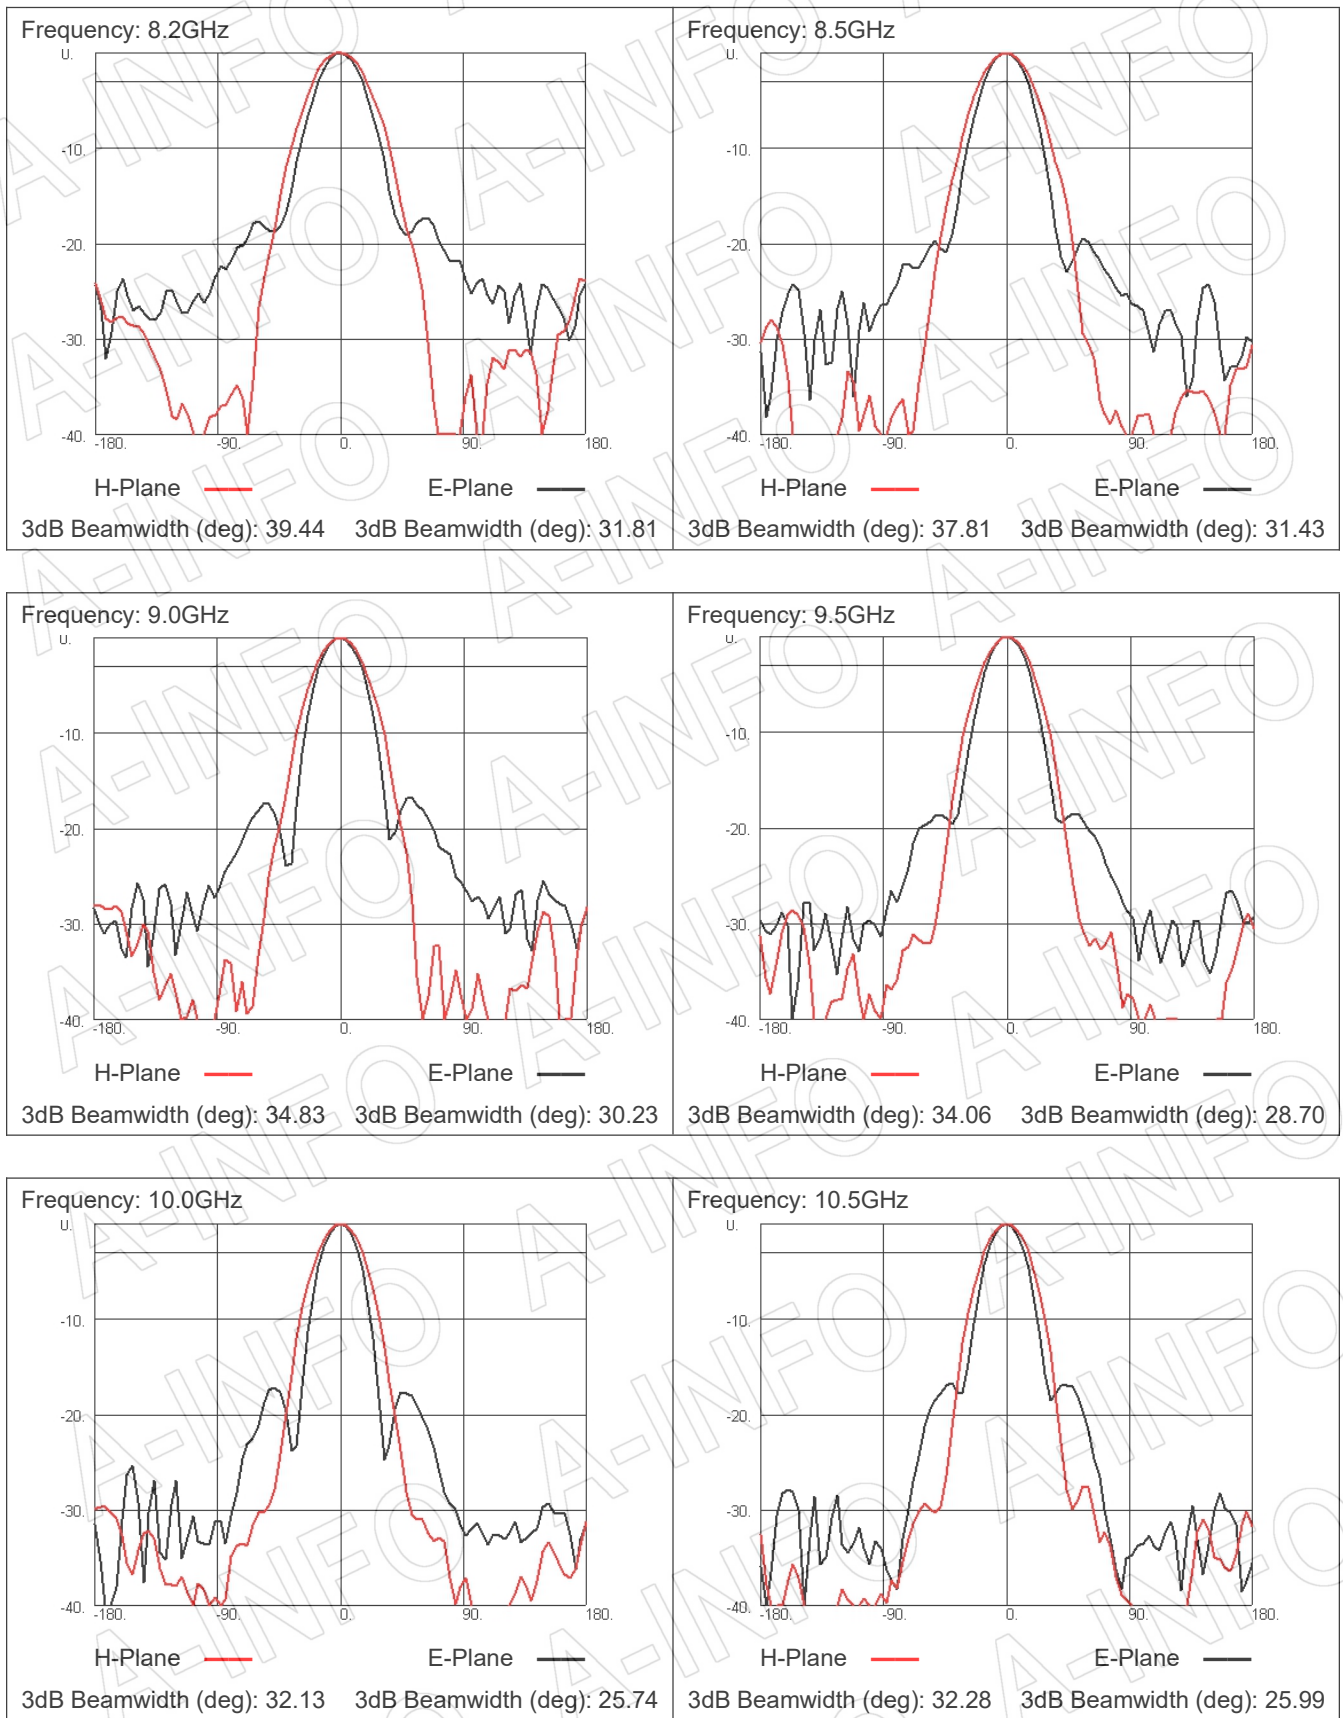 Frequency: 8.2GHz
0.
-10.
-20.
-30.
-40.
-180. -90. 0. 90. 180.
H-Plane E-Plane
3dB Beamwidth (deg): 39.44 3dB Beamwidth (deg): 31.81
Frequency: 8.5GHz
0.
-10.
-20.
-30.
-40.
-180. -90. 0. 90. 180.
H-Plane E-Plane
3dB Beamwidth (deg): 37.81 3dB Beamwidth (deg): 31.43
Frequency: 9.0GHz
0.
-10.
-20.
-30.
-40.
-180. -90. 0. 90. 180.
H-Plane E-Plane
3dB Beamwidth (deg): 34.83 3dB Beamwidth (deg): 30.23
Frequency: 9.5GHz
0.
-10.
-20.
-30.
-40.
-180. -90. 0. 90. 180.
H-Plane E-Plane
3dB Beamwidth (deg): 34.06 3dB Beamwidth (deg): 28.70
Frequency: 10.0GHz
0.
-10.
-20.
-30.
-40.
-180. -90. 0. 90. 180.
H-Plane E-Plane
3dB Beamwidth (deg): 32.13 3dB Beamwidth (deg): 25.74
Frequency: 10.5GHz
0.
-10.
-20.
-30.
-40.
-180. -90. 0. 90. 180.
H-Plane E-Plane
3dB Beamwidth (deg): 32.28 3dB Beamwidth (deg): 25.99
A-INFO